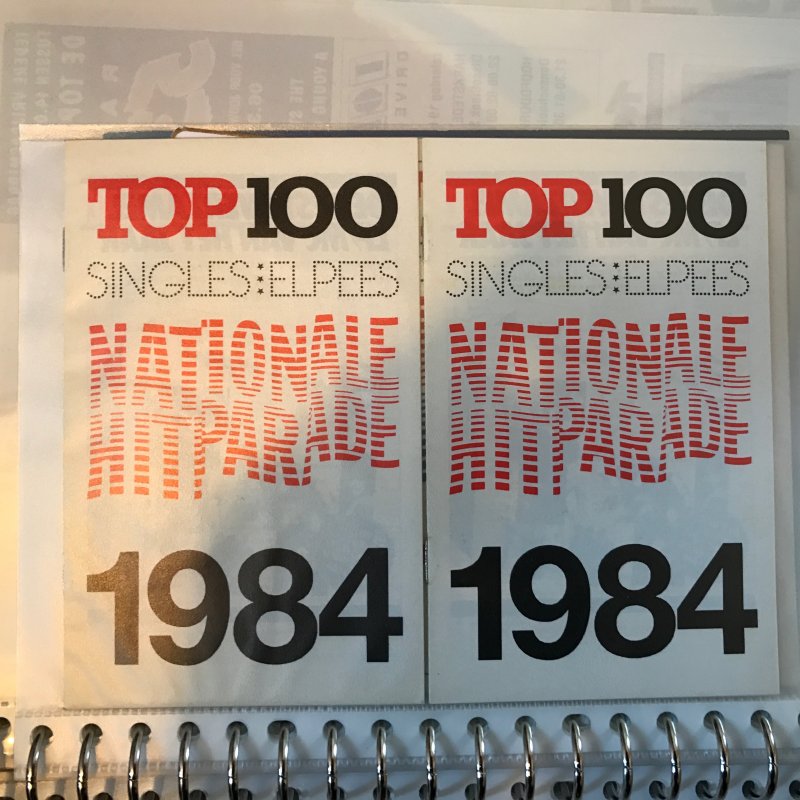 TOP 100
SINGLES ELPEES
NATIONALE
HITPARADE
1984
TOP 100
SINGLES ELPEES
NATIONALE
HITPARADE
1984